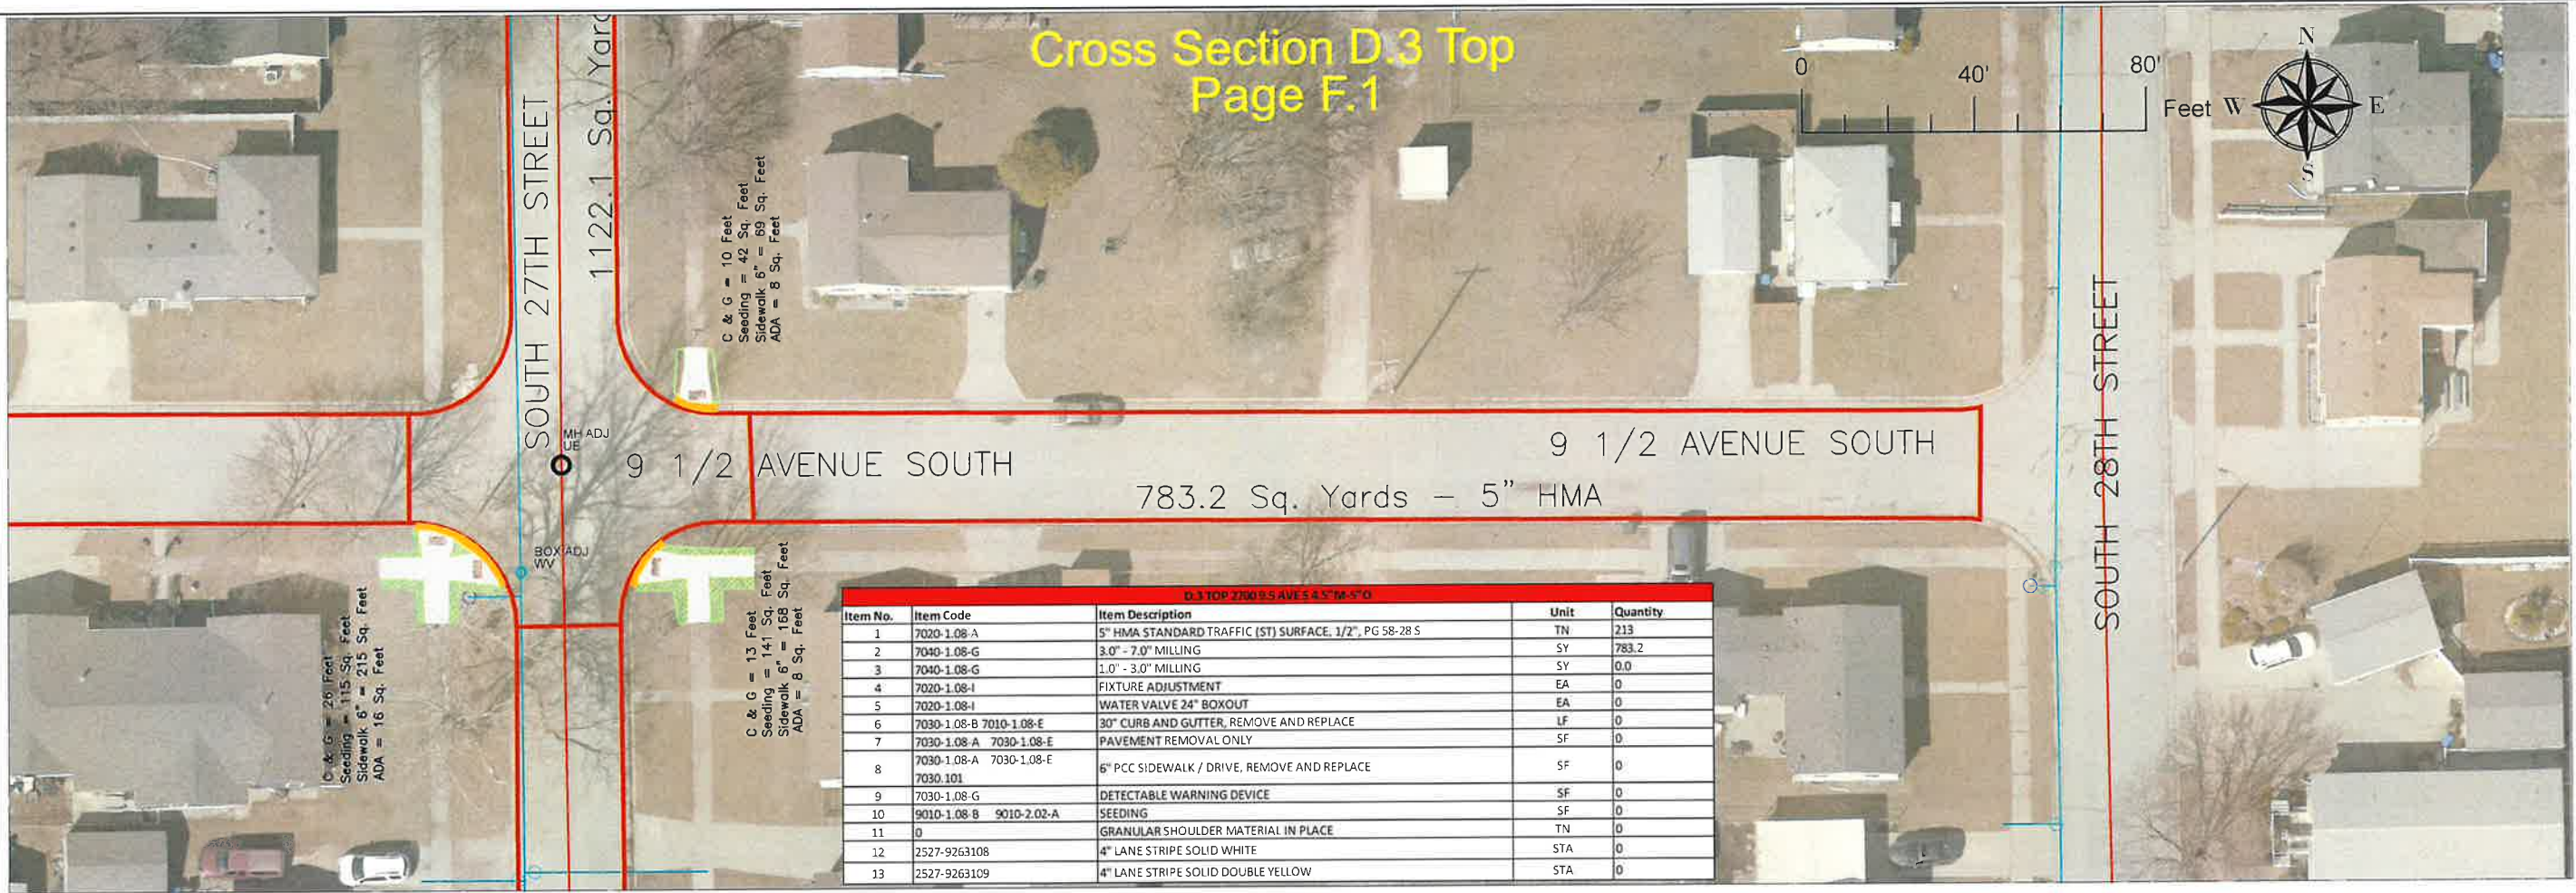 Cross Section D.3 Top
Page F.1
0 40' 80'
Feet
N
W E
S
SOUTH 27TH STREET
1122.1 Sq. Yard
C & G = 10 Feet
Seeding = 42 Sq. Feet
Sidewalk 6" = 69 Sq. Feet
ADA = 8 Sq. Feet
MH ADJ
UE
9 1/2 AVENUE SOUTH
9 1/2 AVENUE SOUTH
783.2 Sq. Yards - 5" HMA
SOUTH 28TH STREET
BOX ADJ
WV
C & G = 26 Feet
Seeding = 115 Sq. Feet
Sidewalk 6" = 215 Sq. Feet
ADA = 16 Sq. Feet
C & G = 13 Feet
Seeding = 141 Sq. Feet
Sidewalk 6" = 168 Sq. Feet
ADA = 8 Sq. Feet
D.3 TOP 2700 9.5 AVE S 4.5"M-5"O
Item No. Item Code Item Description Unit Quantity
1 7020-1.08-A 5" HMA STANDARD TRAFFIC (ST) SURFACE, 1/2", PG 58-28 S TN 213
2 7040-1.08-G 3.0" - 7.0" MILLING SY 783.2
3 7040-1.08-G 1.0" - 3.0" MILLING SY 0.0
4 7020-1.08-I FIXTURE ADJUSTMENT EA 0
5 7020-1.08-I WATER VALVE 24" BOXOUT EA 0
6 7030-1.08-B 7010-1.08-E 30" CURB AND GUTTER, REMOVE AND REPLACE LF 0
7 7030-1.08-A 7030-1.08-E PAVEMENT REMOVAL ONLY SF 0
8 7030-1.08-A 7030-1.08-E 7030.101 6" PCC SIDEWALK / DRIVE, REMOVE AND REPLACE SF 0
9 7030-1.08-G DETECTABLE WARNING DEVICE SF 0
10 9010-1.08-B 9010-2.02-A SEEDING SF 0
11 0 GRANULAR SHOULDER MATERIAL IN PLACE TN 0
12 2527-9263108 4" LANE STRIPE SOLID WHITE STA 0
13 2527-9263109 4" LANE STRIPE SOLID DOUBLE YELLOW STA 0